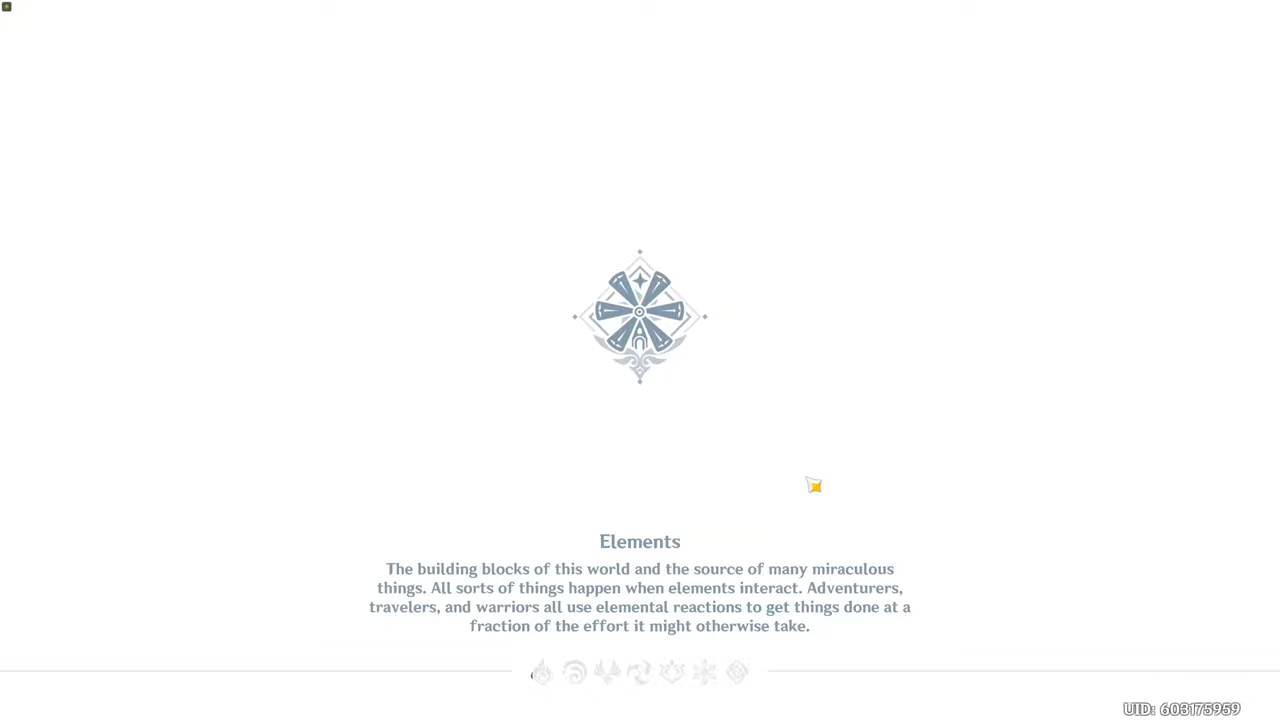 Elements
The building blocks of this world and the source of many miraculous
things. All sorts of things happen when elements interact. Adventurers,
travelers, and warriors all use elemental reactions to get things done at a
fraction of the effort it might otherwise take.
UID: 603175959